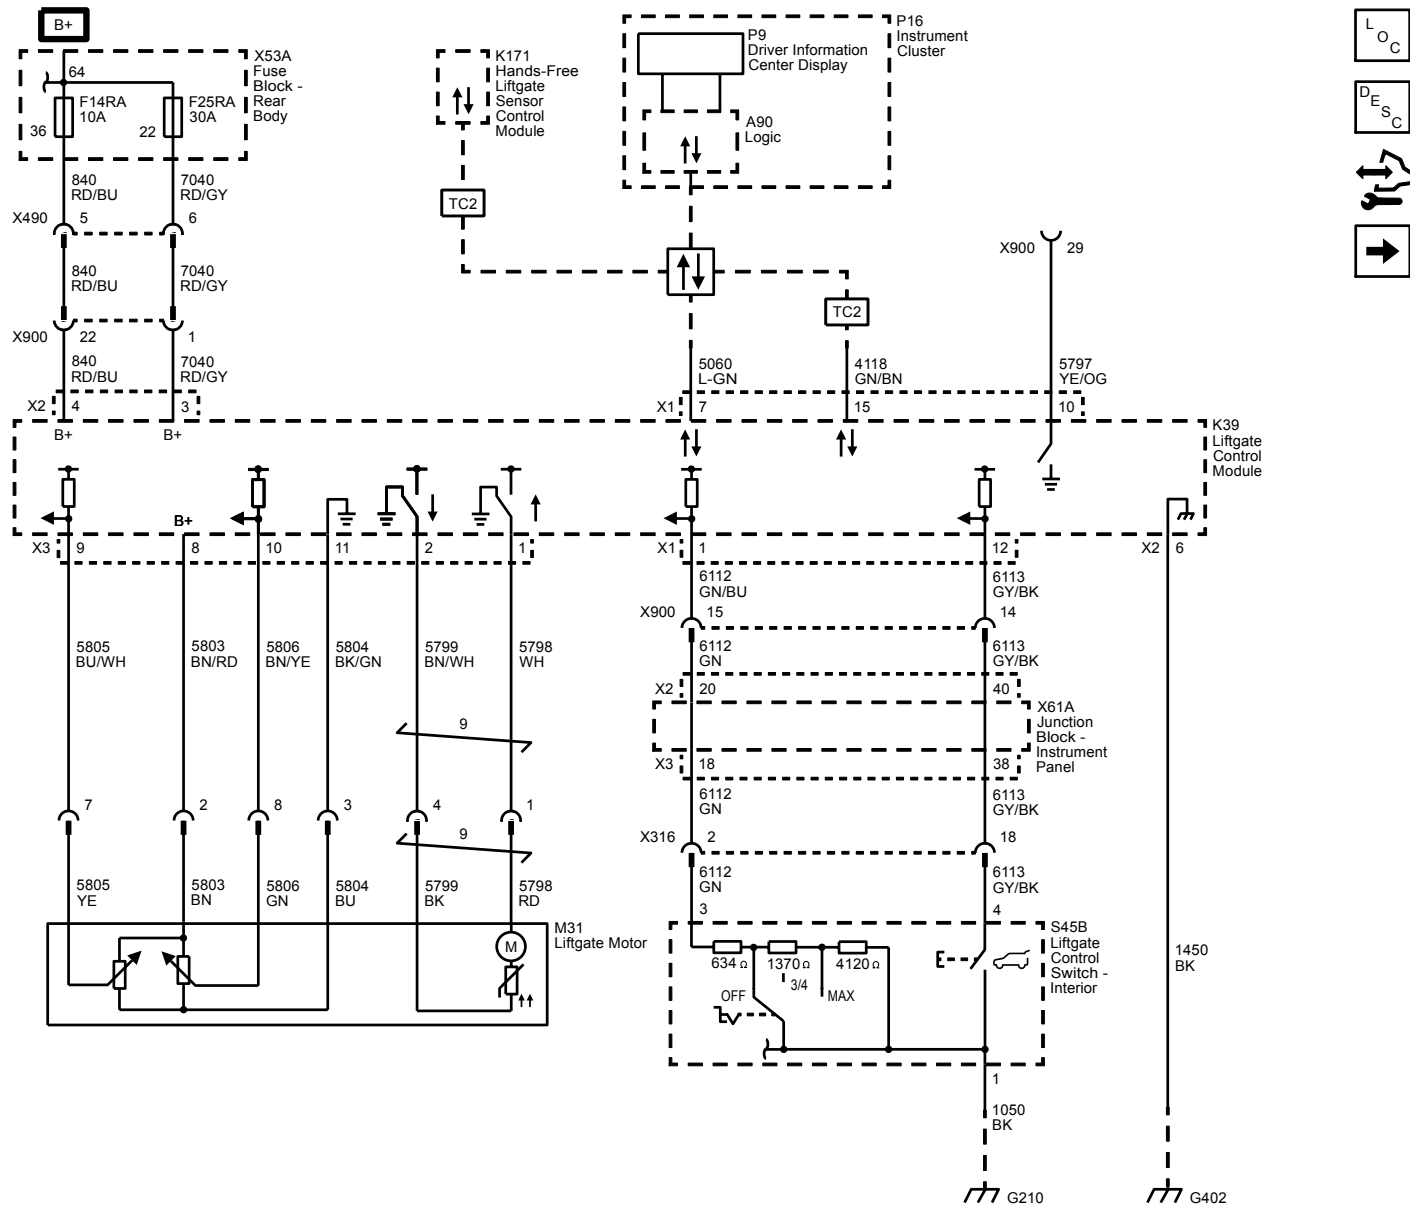 B+
X53A
Fuse
Block -
Rear
Body
64
F14RA
10A
F25RA
30A
36
22
K171
Hands-Free
Liftgate
Sensor
Control
Module
P16
Instrument
Cluster
P9
Driver Information
Center Display
A90
Logic
L
O
C
D
E
S
C
840
RD/BU
7040
RD/GY
X490
5
6
TC2
840
RD/BU
7040
RD/GY
X900
29
TC2
X900
22
1
840
RD/BU
7040
RD/GY
5060
L-GN
4118
GN/BN
5797
YE/OG
X2
4
3
X1
7
15
10
B+
B+
K39
Liftgate
Control
Module
B+
X3
9
8
10
11
2
1
X1
1
12
X2
6
6112
GN/BU
6113
GY/BK
X900
15
14
5805
BU/WH
5803
BN/RD
5806
BN/YE
5804
BK/GN
5799
BN/WH
5798
WH
6112
GN
6113
GY/BK
X2
20
40
X61A
Junction
Block -
Instrument
Panel
9
X3
18
38
6112
GN
6113
GY/BK
7
2
8
3
4
1
9
X316
2
18
5805
YE
5803
BN
5806
GN
5804
BU
5799
BK
5798
RD
6112
GN
6113
GY/BK
3
4
M31
Liftgate Motor
M
S45B
Liftgate
Control
Switch -
Interior
634 Ω
1370 Ω
4120 Ω
3/4
OFF
MAX
1450
BK
1
1050
BK
G210
G402